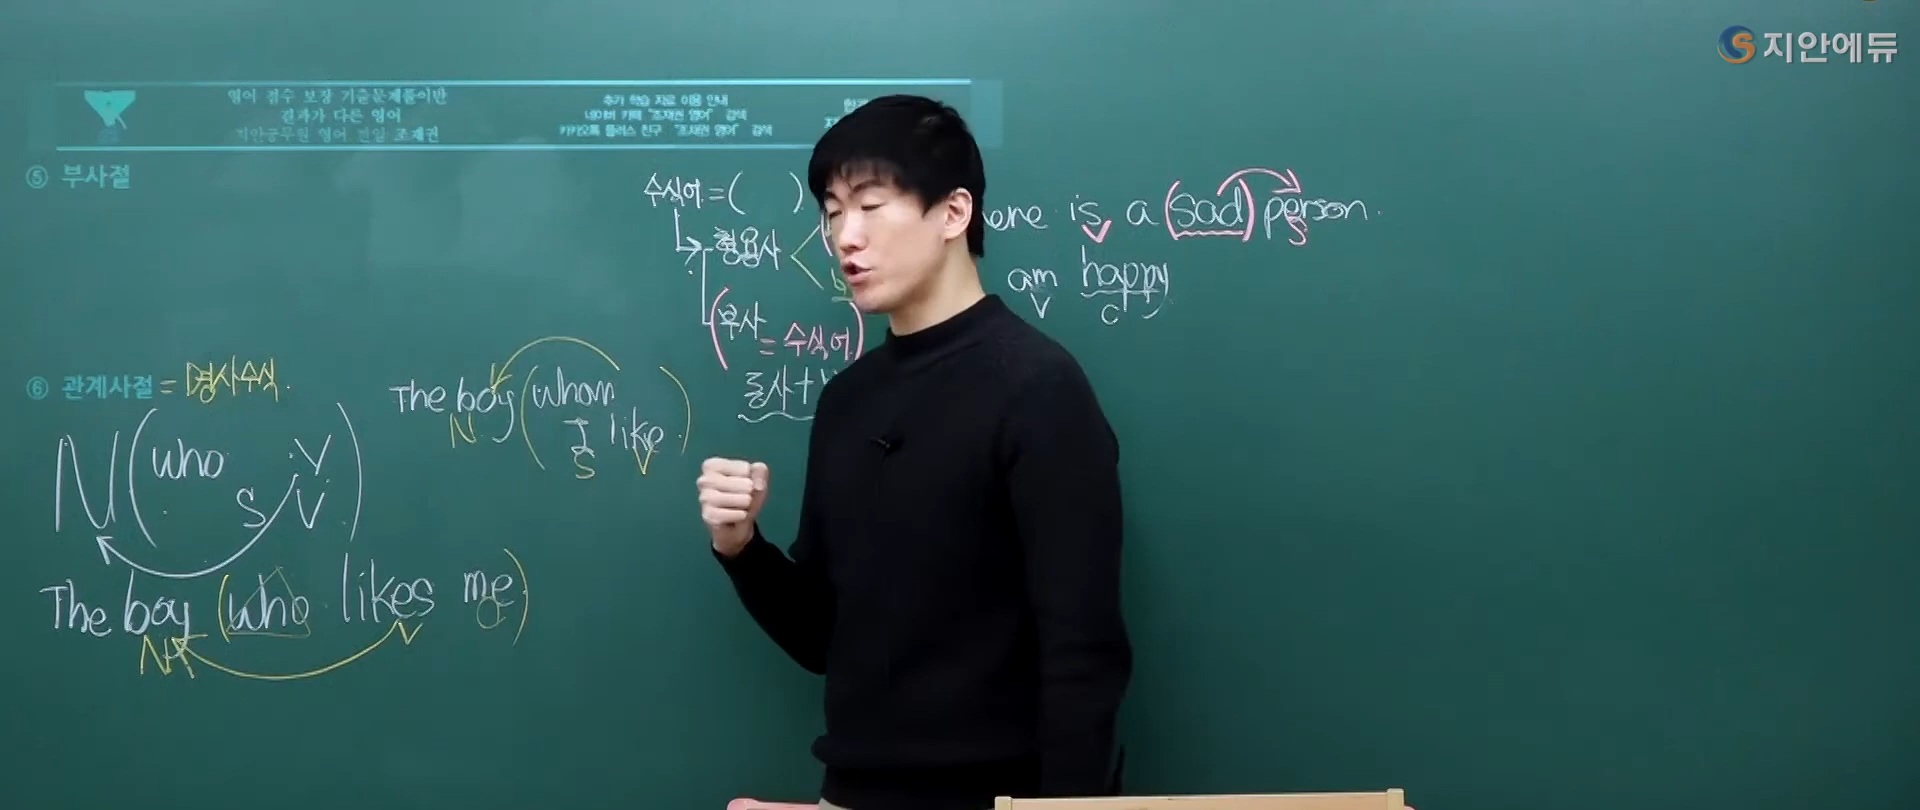 지안에듀
영어 점수 보장 기출문제풀이반
결과가 다른 영어
지안공무원 영어 전임 조재권
추가 학습 자료 이용 안내
네이버 카페 "조재권 영어" 검색
카카오톡 플러스 친구 "조재권 영어" 검색
⑤ 부사절
수식어 = ( )
형용사
(부사 = 수식어)
동사+
is a (sad) person.
V S
am happy
V C
⑥ 관계사절 = 명사수식.
N (who V
S V)
The boy (whom
N I like.)
S V
The boy (who likes me.)
N V O